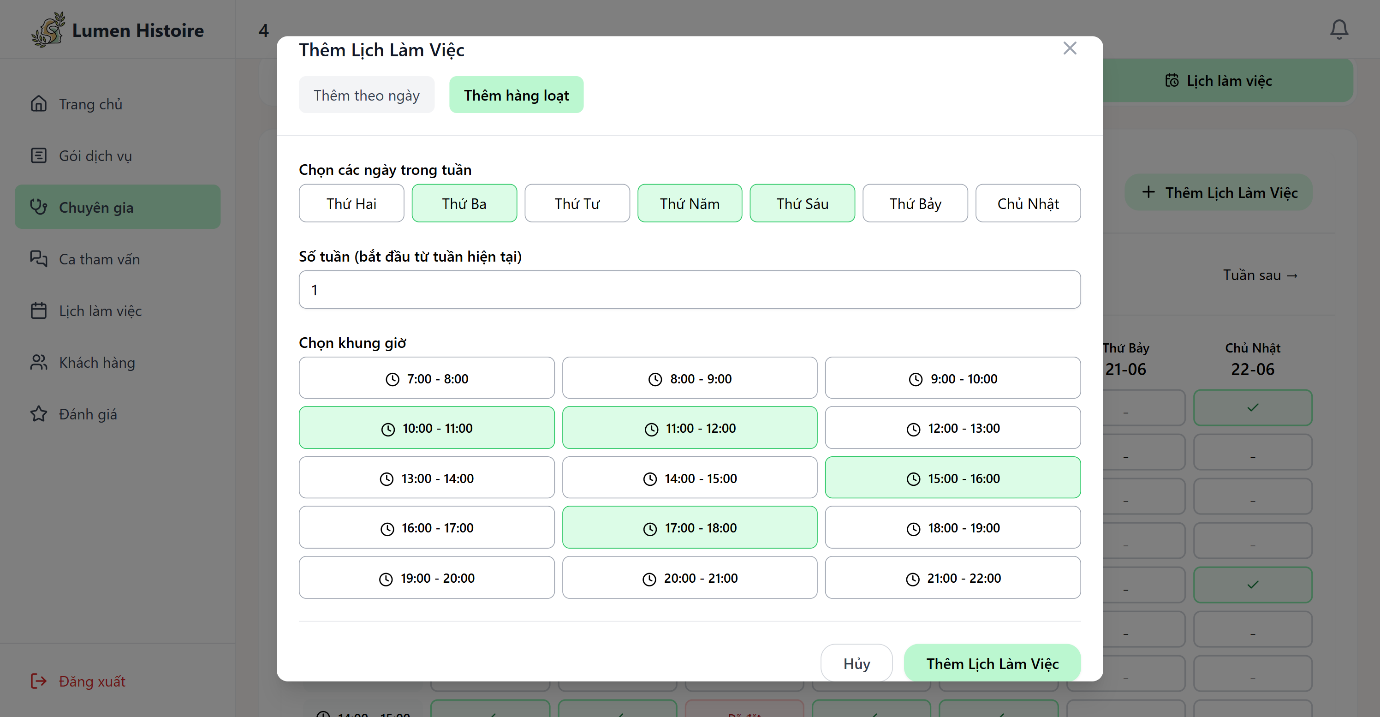 Lumen Histoire
4
Thêm Lịch Làm Việc
Thêm theo ngày
Thêm hàng loạt
Lịch làm việc
Trang chủ
Gói dịch vụ
Chuyên gia
Ca tham vấn
Lịch làm việc
Khách hàng
Đánh giá
Đăng xuất
Chọn các ngày trong tuần
Thứ Hai
Thứ Ba
Thứ Tư
Thứ Năm
Thứ Sáu
Thứ Bảy
Chủ Nhật
+ Thêm Lịch Làm Việc
Số tuần (bắt đầu từ tuần hiện tại)
1
Tuần sau →
Chọn khung giờ
7:00 - 8:00
8:00 - 9:00
9:00 - 10:00
10:00 - 11:00
11:00 - 12:00
12:00 - 13:00
13:00 - 14:00
14:00 - 15:00
15:00 - 16:00
16:00 - 17:00
17:00 - 18:00
18:00 - 19:00
19:00 - 20:00
20:00 - 21:00
21:00 - 22:00
Thứ Bảy
21-06
Chủ Nhật
22-06
Hủy
Thêm Lịch Làm Việc
14:00 - 15:00
Đã đặt